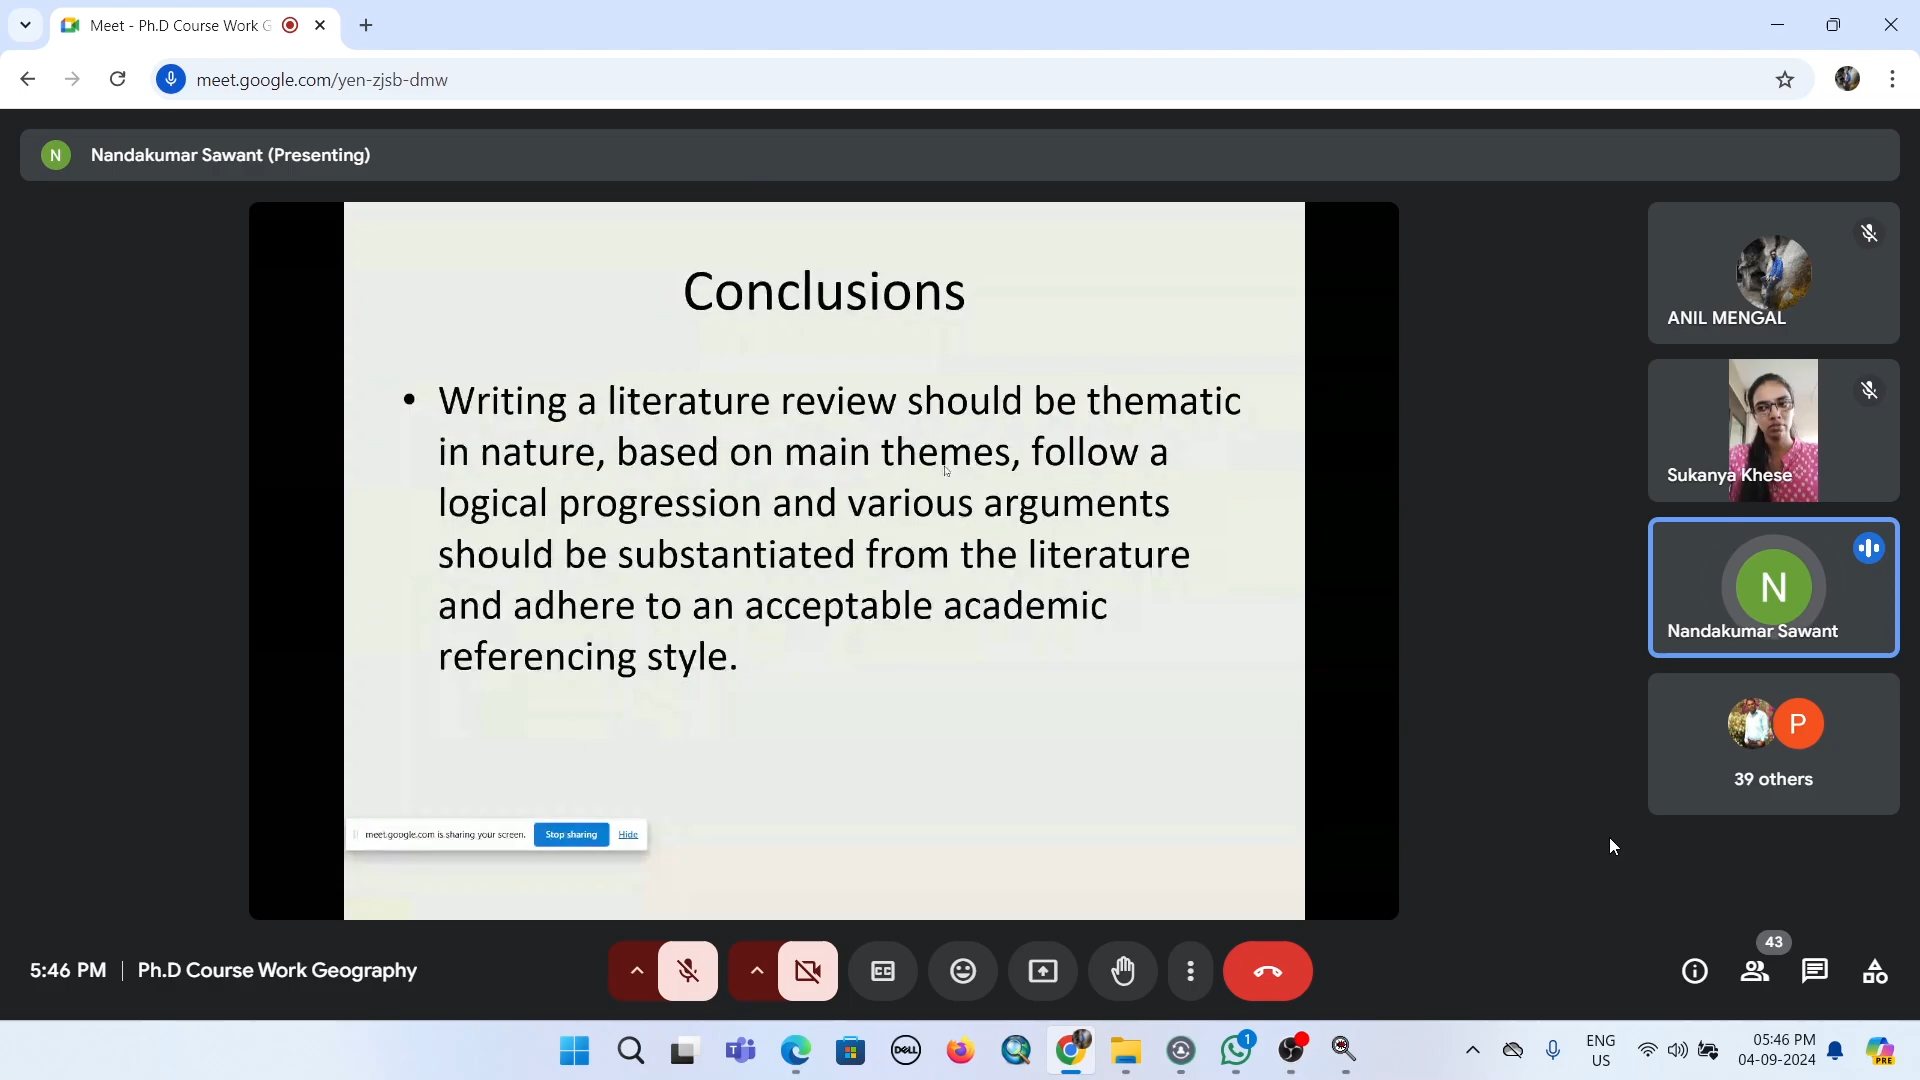 Meet - Ph.D Course Work G
meet.google.com/yen-zjsb-dmw
N
Nandakumar Sawant (Presenting)
Conclusions
• Writing a literature review should be thematic
in nature, based on main themes, follow a
logical progression and various arguments
should be substantiated from the literature
and adhere to an acceptable academic
referencing style.
meet.google.com is sharing your screen.
Stop sharing
Hide
ANIL MENGAL
Sukanya Khese
N
Nandakumar Sawant
P
39 others
5:46 PM | Ph.D Course Work Geography
CC
43
DELL
1
PRE
ENG
US
05:46 PM
04-09-2024